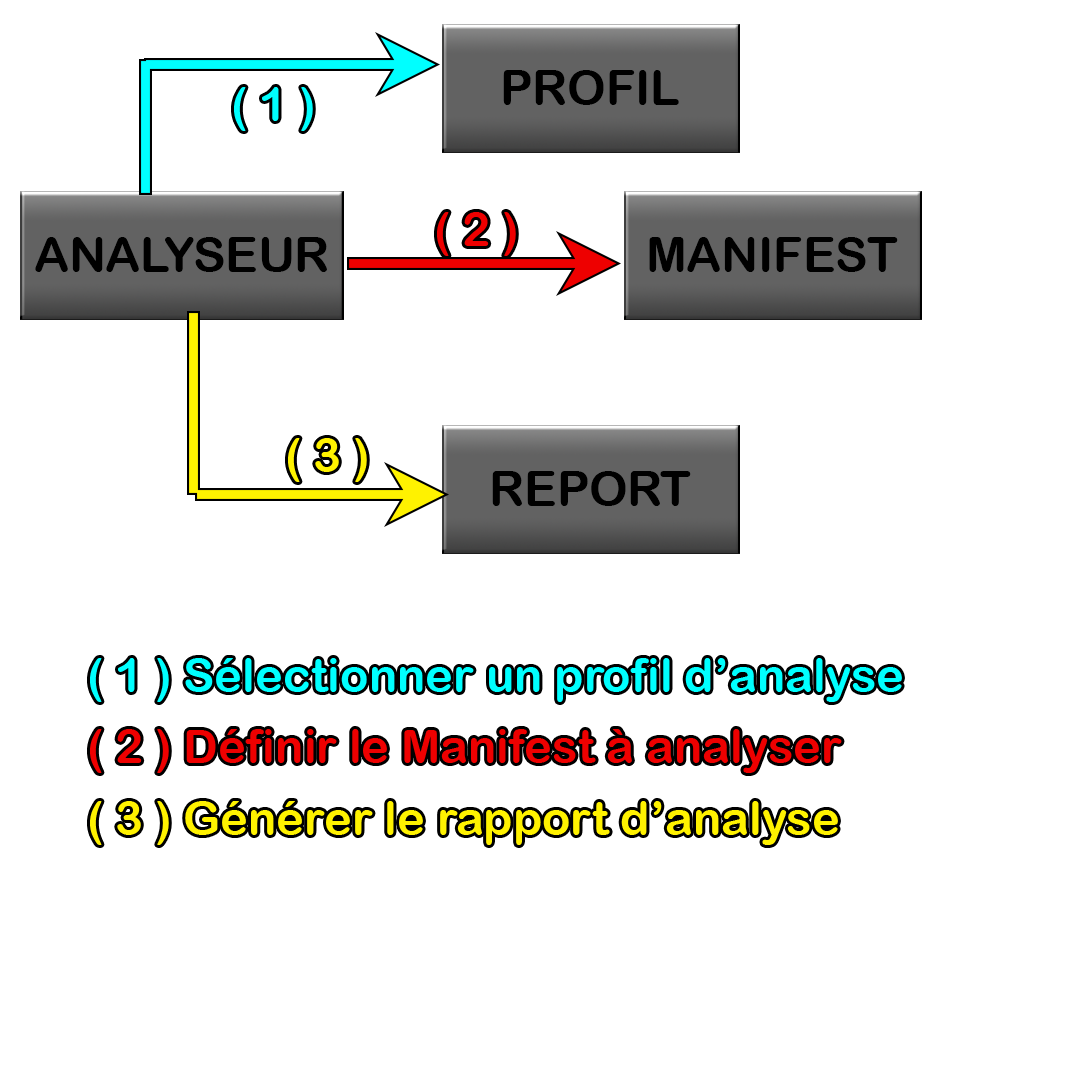 PROFIL
( 1 )
ANALYSEUR
( 2 )
MANIFEST
( 3 )
REPORT
( 1 ) Sélectionner un profil d’analyse
( 2 ) Définir le Manifest à analyser
( 3 ) Générer le rapport d’analyse